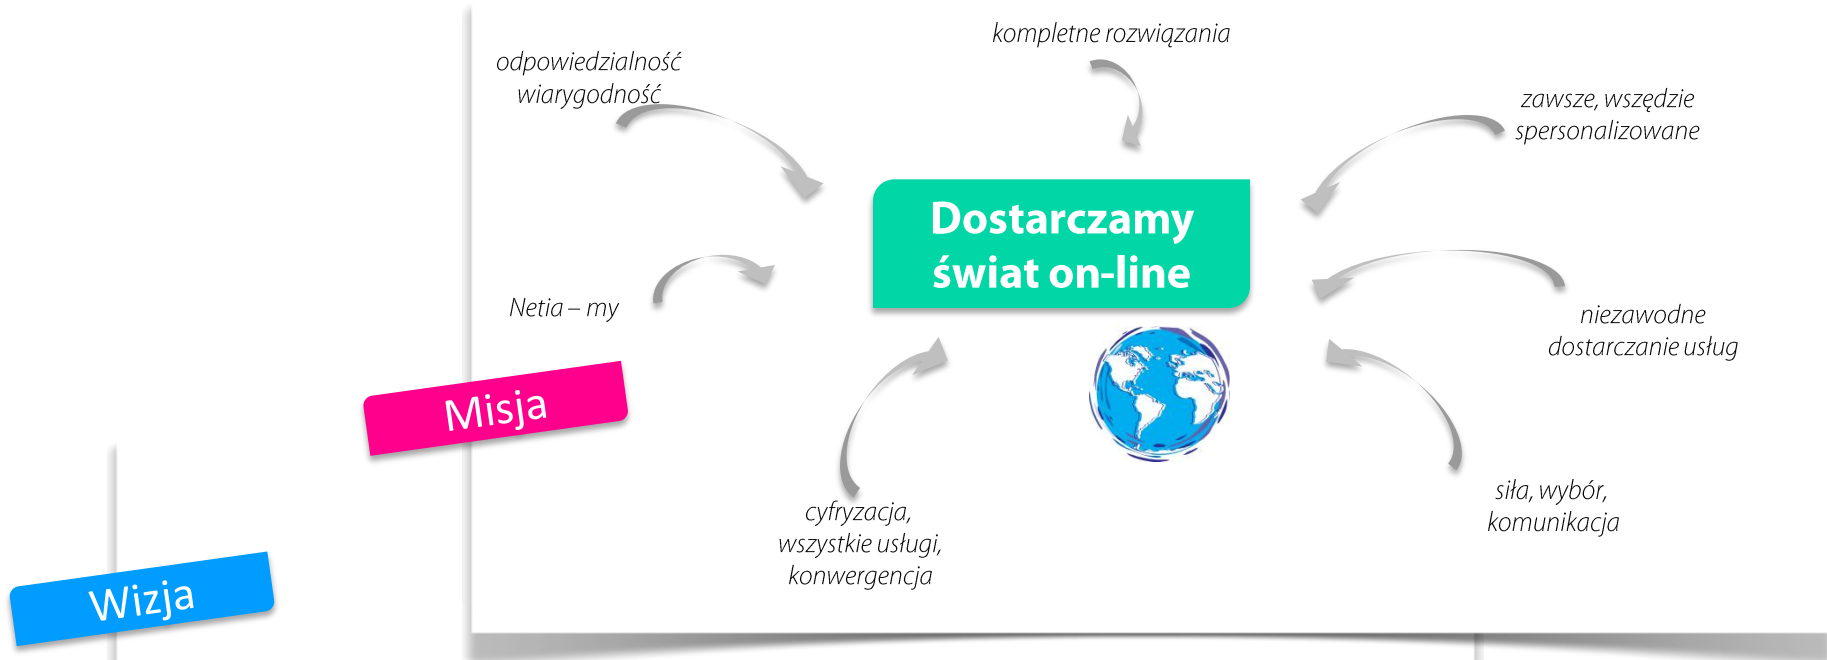 kompletne rozwiązania
odpowiedzialność
wiarygodność
zawsze, wszędzie
spersonalizowane
Dostarczamy
świat on-line
Netia – my
niezawodne
dostarczanie usług
Misja
siła, wybór,
komunikacja
cyfryzacja,
wszystkie usługi,
konwergencja
Wizja